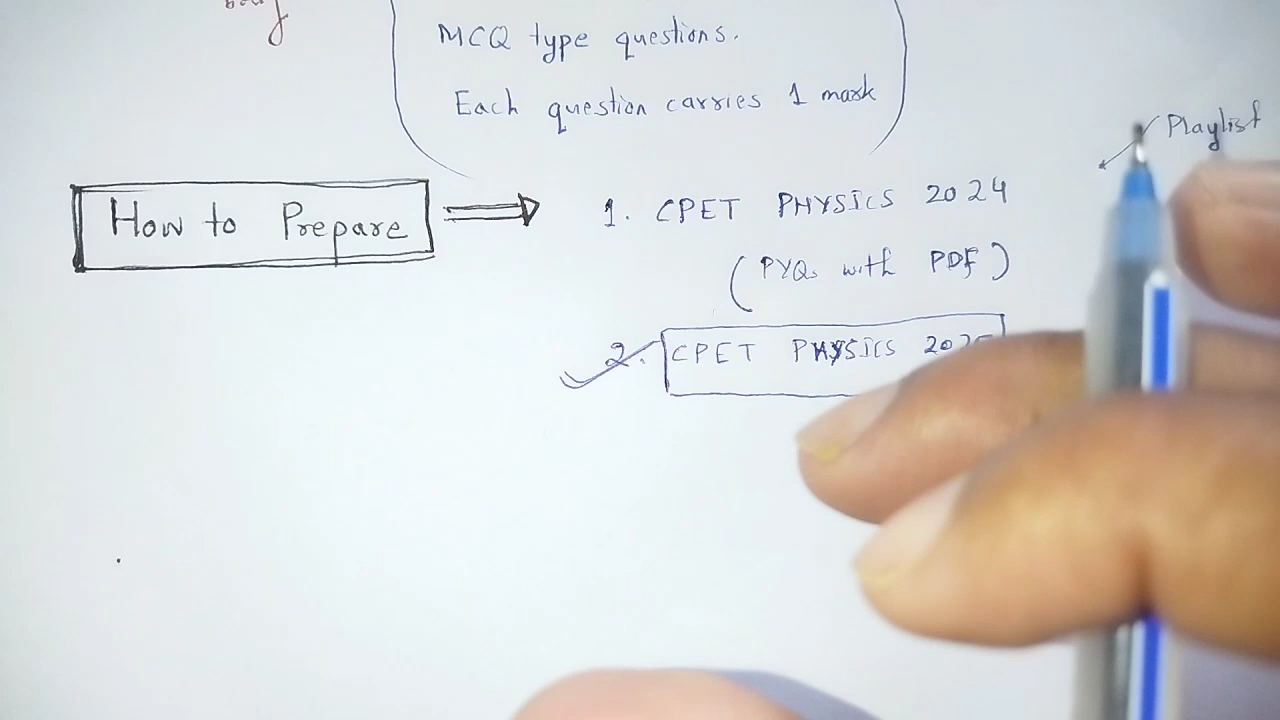 MCQ type questions.
Each question carries 1 mark
Playlist
How to Prepare
1. CPET PHYSICS 2024
(PYQs with PDF)
2. CPET PHYSICS